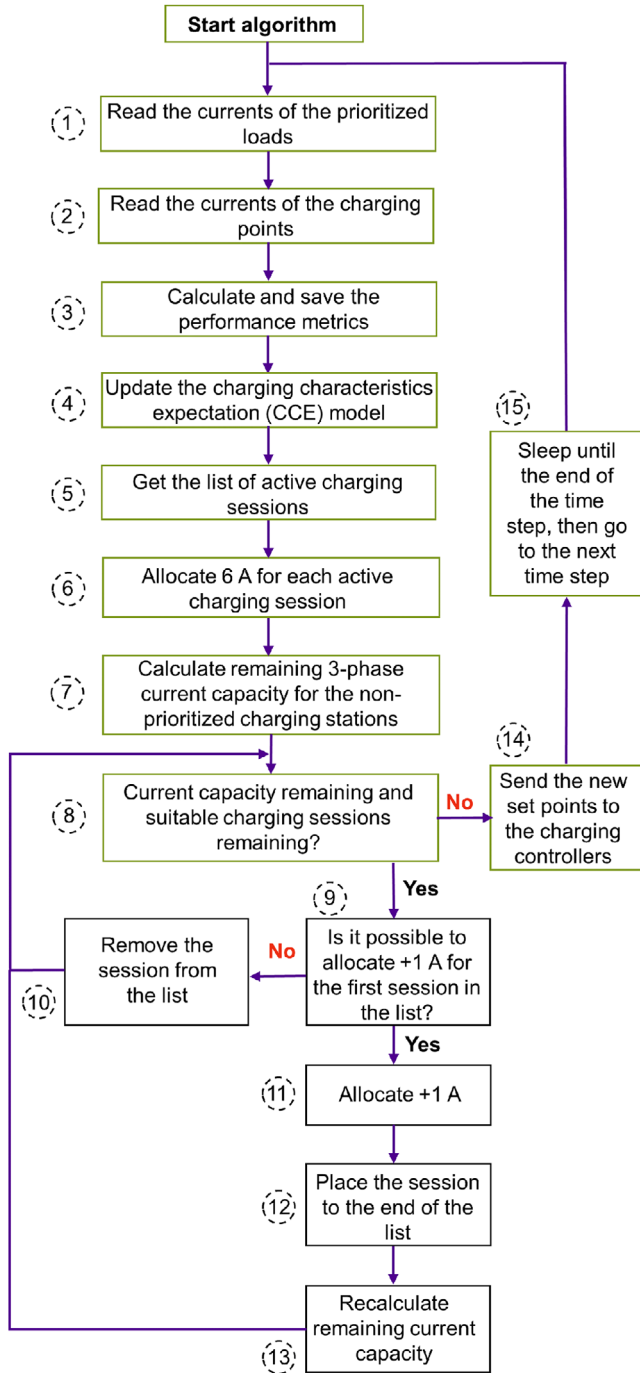 Start algorithm
1
Read the currents of the prioritized
loads
2
Read the currents of the charging
points
3
Calculate and save the
performance metrics
4
Update the charging characteristics
expectation (CCE) model
5
Get the list of active charging
sessions
6
Allocate 6 A for each active
charging session
7
Calculate remaining 3-phase
current capacity for the non-
prioritized charging stations
8
Current capacity remaining and
suitable charging sessions
remaining?
No
Yes
9
Is it possible to
allocate +1 A for
the first session in
the list?
No
Yes
10
Remove the
session from
the list
11
Allocate +1 A
12
Place the session
to the end of the
list
13
Recalculate
remaining current
capacity
14
Send the new
set points to
the charging
controllers
15
Sleep until
the end of
the time
step, then go
to the next
time step